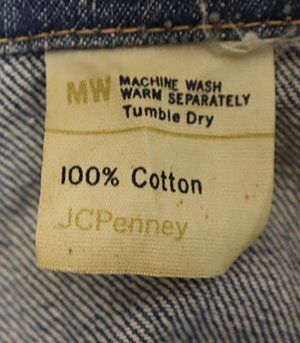 MW MACHINE WASH
WARM SEPARATELY
Tumble Dry
100% Cotton
JCPenney